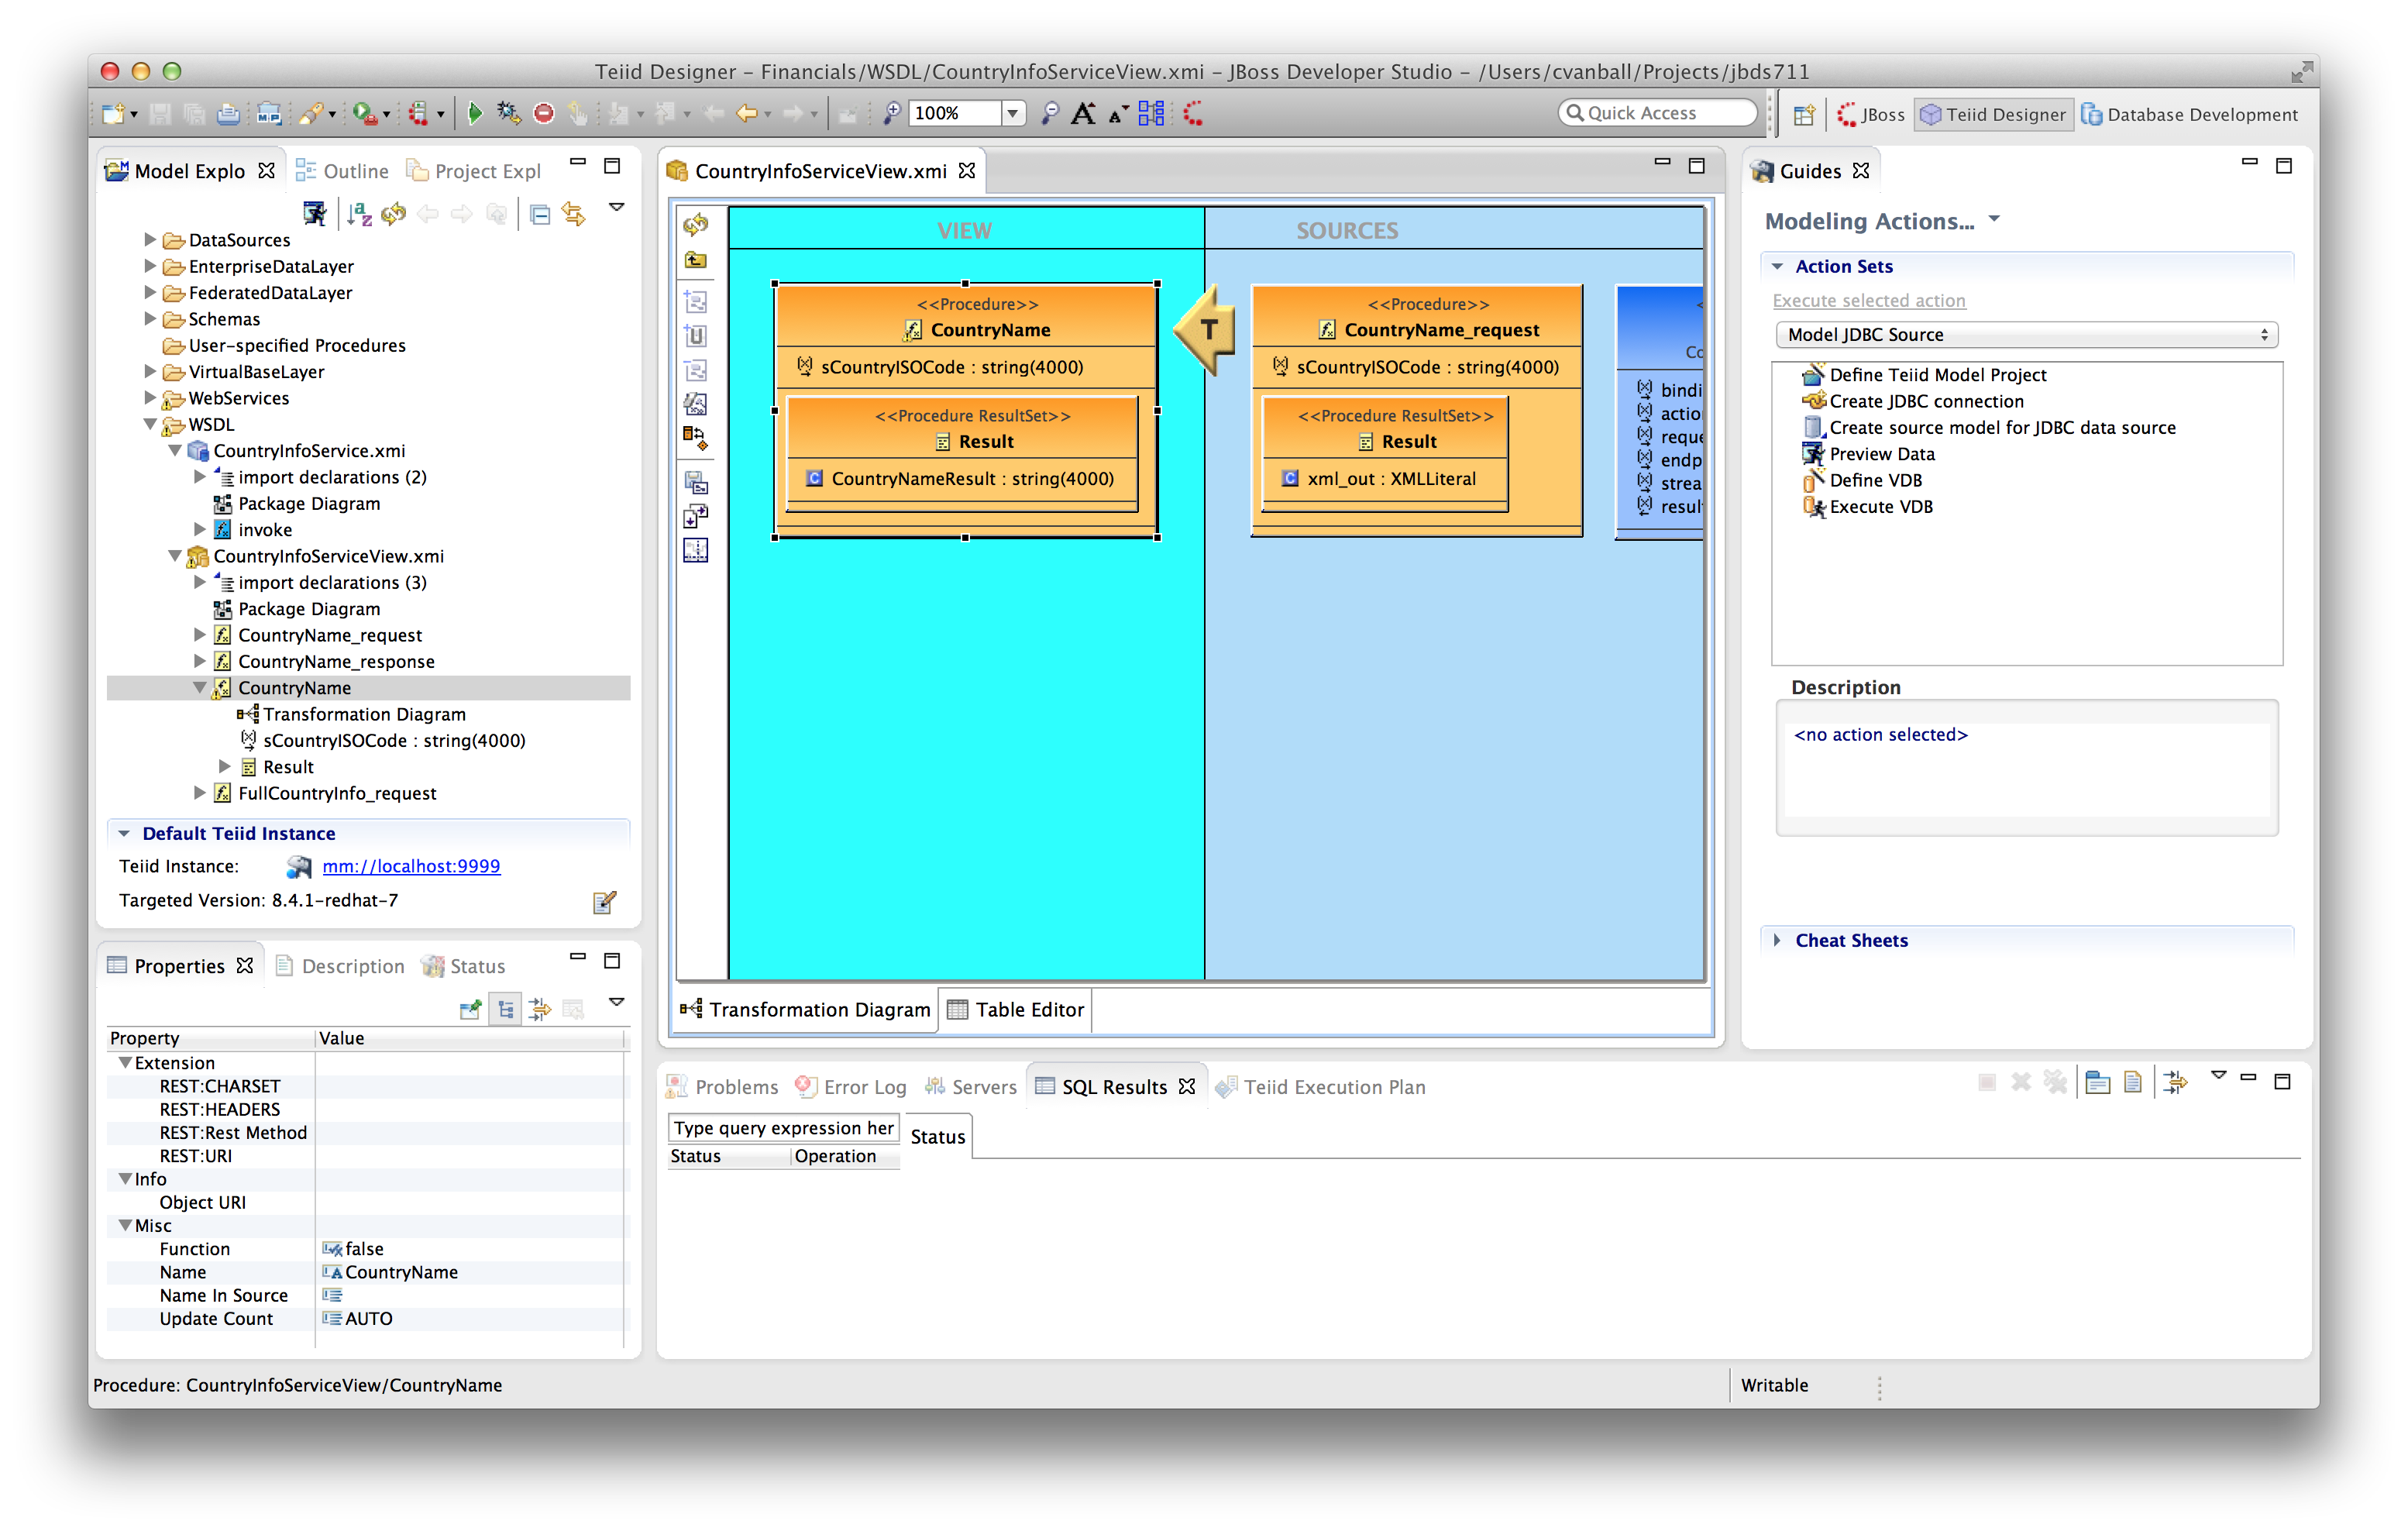 Teiid Designer – Financials/WSDL/CountryInfoServiceView.xmi – JBoss Developer Studio – /Users/cvanball/Projects/jbds711
100%
Quick Access
JBoss
Teiid Designer
Database Development
Model Explo
Outline
Project Expl
DataSources
EnterpriseDataLayer
FederatedDataLayer
Schemas
User-specified Procedures
VirtualBaseLayer
WebServices
WSDL
CountryInfoService.xmi
import declarations (2)
Package Diagram
invoke
CountryInfoServiceView.xmi
import declarations (3)
Package Diagram
CountryName_request
CountryName_response
CountryName
Transformation Diagram
sCountryISOCode : string(4000)
Result
FullCountryInfo_request
Default Teiid Instance
Teiid Instance: mm://localhost:9999
Targeted Version: 8.4.1-redhat-7
Properties
Description
Status
Property Value
Extension
REST:CHARSET
REST:HEADERS
REST:Rest Method
REST:URI
Info
Object URI
Misc
Function false
Name CountryName
Name In Source
Update Count AUTO
CountryInfoServiceView.xmi
VIEW
SOURCES
<<Procedure>>
CountryName
sCountryISOCode : string(4000)
<<Procedure ResultSet>>
Result
CountryNameResult : string(4000)
T
<<Procedure>>
CountryName_request
sCountryISOCode : string(4000)
<<Procedure ResultSet>>
Result
xml_out : XMLLiteral
<
Co
bindi
actio
reque
endp
strea
resul
Transformation Diagram
Table Editor
Guides
Modeling Actions...
Action Sets
Execute selected action
Model JDBC Source
Define Teiid Model Project
Create JDBC connection
Create source model for JDBC data source
Preview Data
Define VDB
Execute VDB
Description
<no action selected>
Cheat Sheets
Problems
Error Log
Servers
SQL Results
Teiid Execution Plan
Type query expression her
Status
Status Operation
Procedure: CountryInfoServiceView/CountryName
Writable